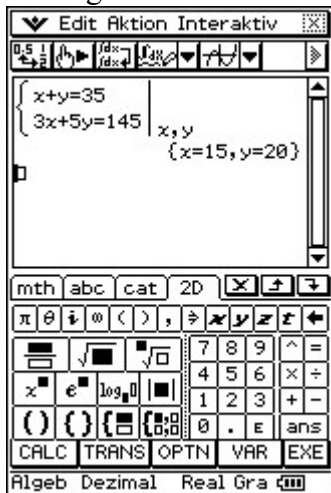 Edit Aktion Interaktiv
x+y=35
3x+5y=145 x,y
{x=15,y=20}
mth abc cat 2D
π θ i ∞ ( ) , ⇒ x y z t ←
√■ ⁿ√■ 7 8 9 ^ =
x■ e■ log■■ |■| 4 5 6 × ÷
1 2 3 + -
() {} 0 . E ans
CALC TRANS OPTN VAR EXE
Algeb Dezimal Real Gra